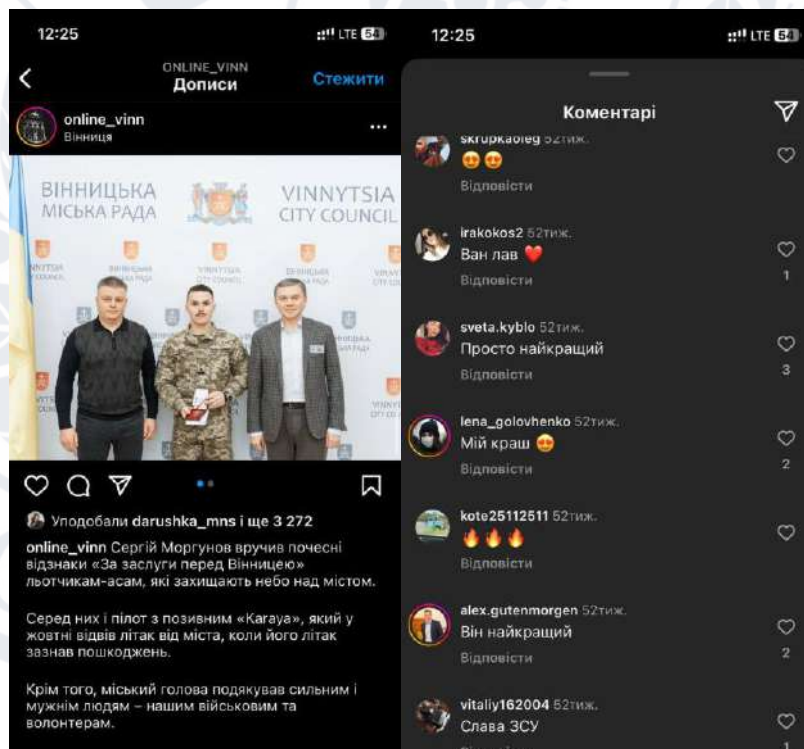 12:25
LTE 54
ONLINE_VINN
Дописи
Стежити
online_vinn
Вінниця
ВІННИЦЬКА
МІСЬКА РАДА
VINNYTSIA
CITY COUNCIL
Уподобали darushka_mns і ще 3 272
online_vinn Сергій Моргунов вручив почесні
відзнаки «За заслуги перед Вінницею»
льотчикам-асам, які захищають небо над містом.
Серед них і пілот з позивним «Karaya», який у
жовтні відвів літак від міста, коли його літак
зазнав пошкоджень.
Крім того, міський голова подякував сильним і
мужнім людям – нашим військовим та
волонтерам.
12:25
LTE 54
Коментарі
skrupkaoleg 52тиж.
Відповісти
irakokos2 52тиж.
Ван лав ❤️
1
Відповісти
sveta.kyblo 52тиж.
Просто найкращий
3
Відповісти
lena_golovhenko 52тиж.
Мій краш 😍
2
Відповісти
kote25112511 52тиж.
Відповісти
alex.gutenmorgen 52тиж.
Він найкращий
2
Відповісти
vitaliy162004 52тиж.
Слава ЗСУ